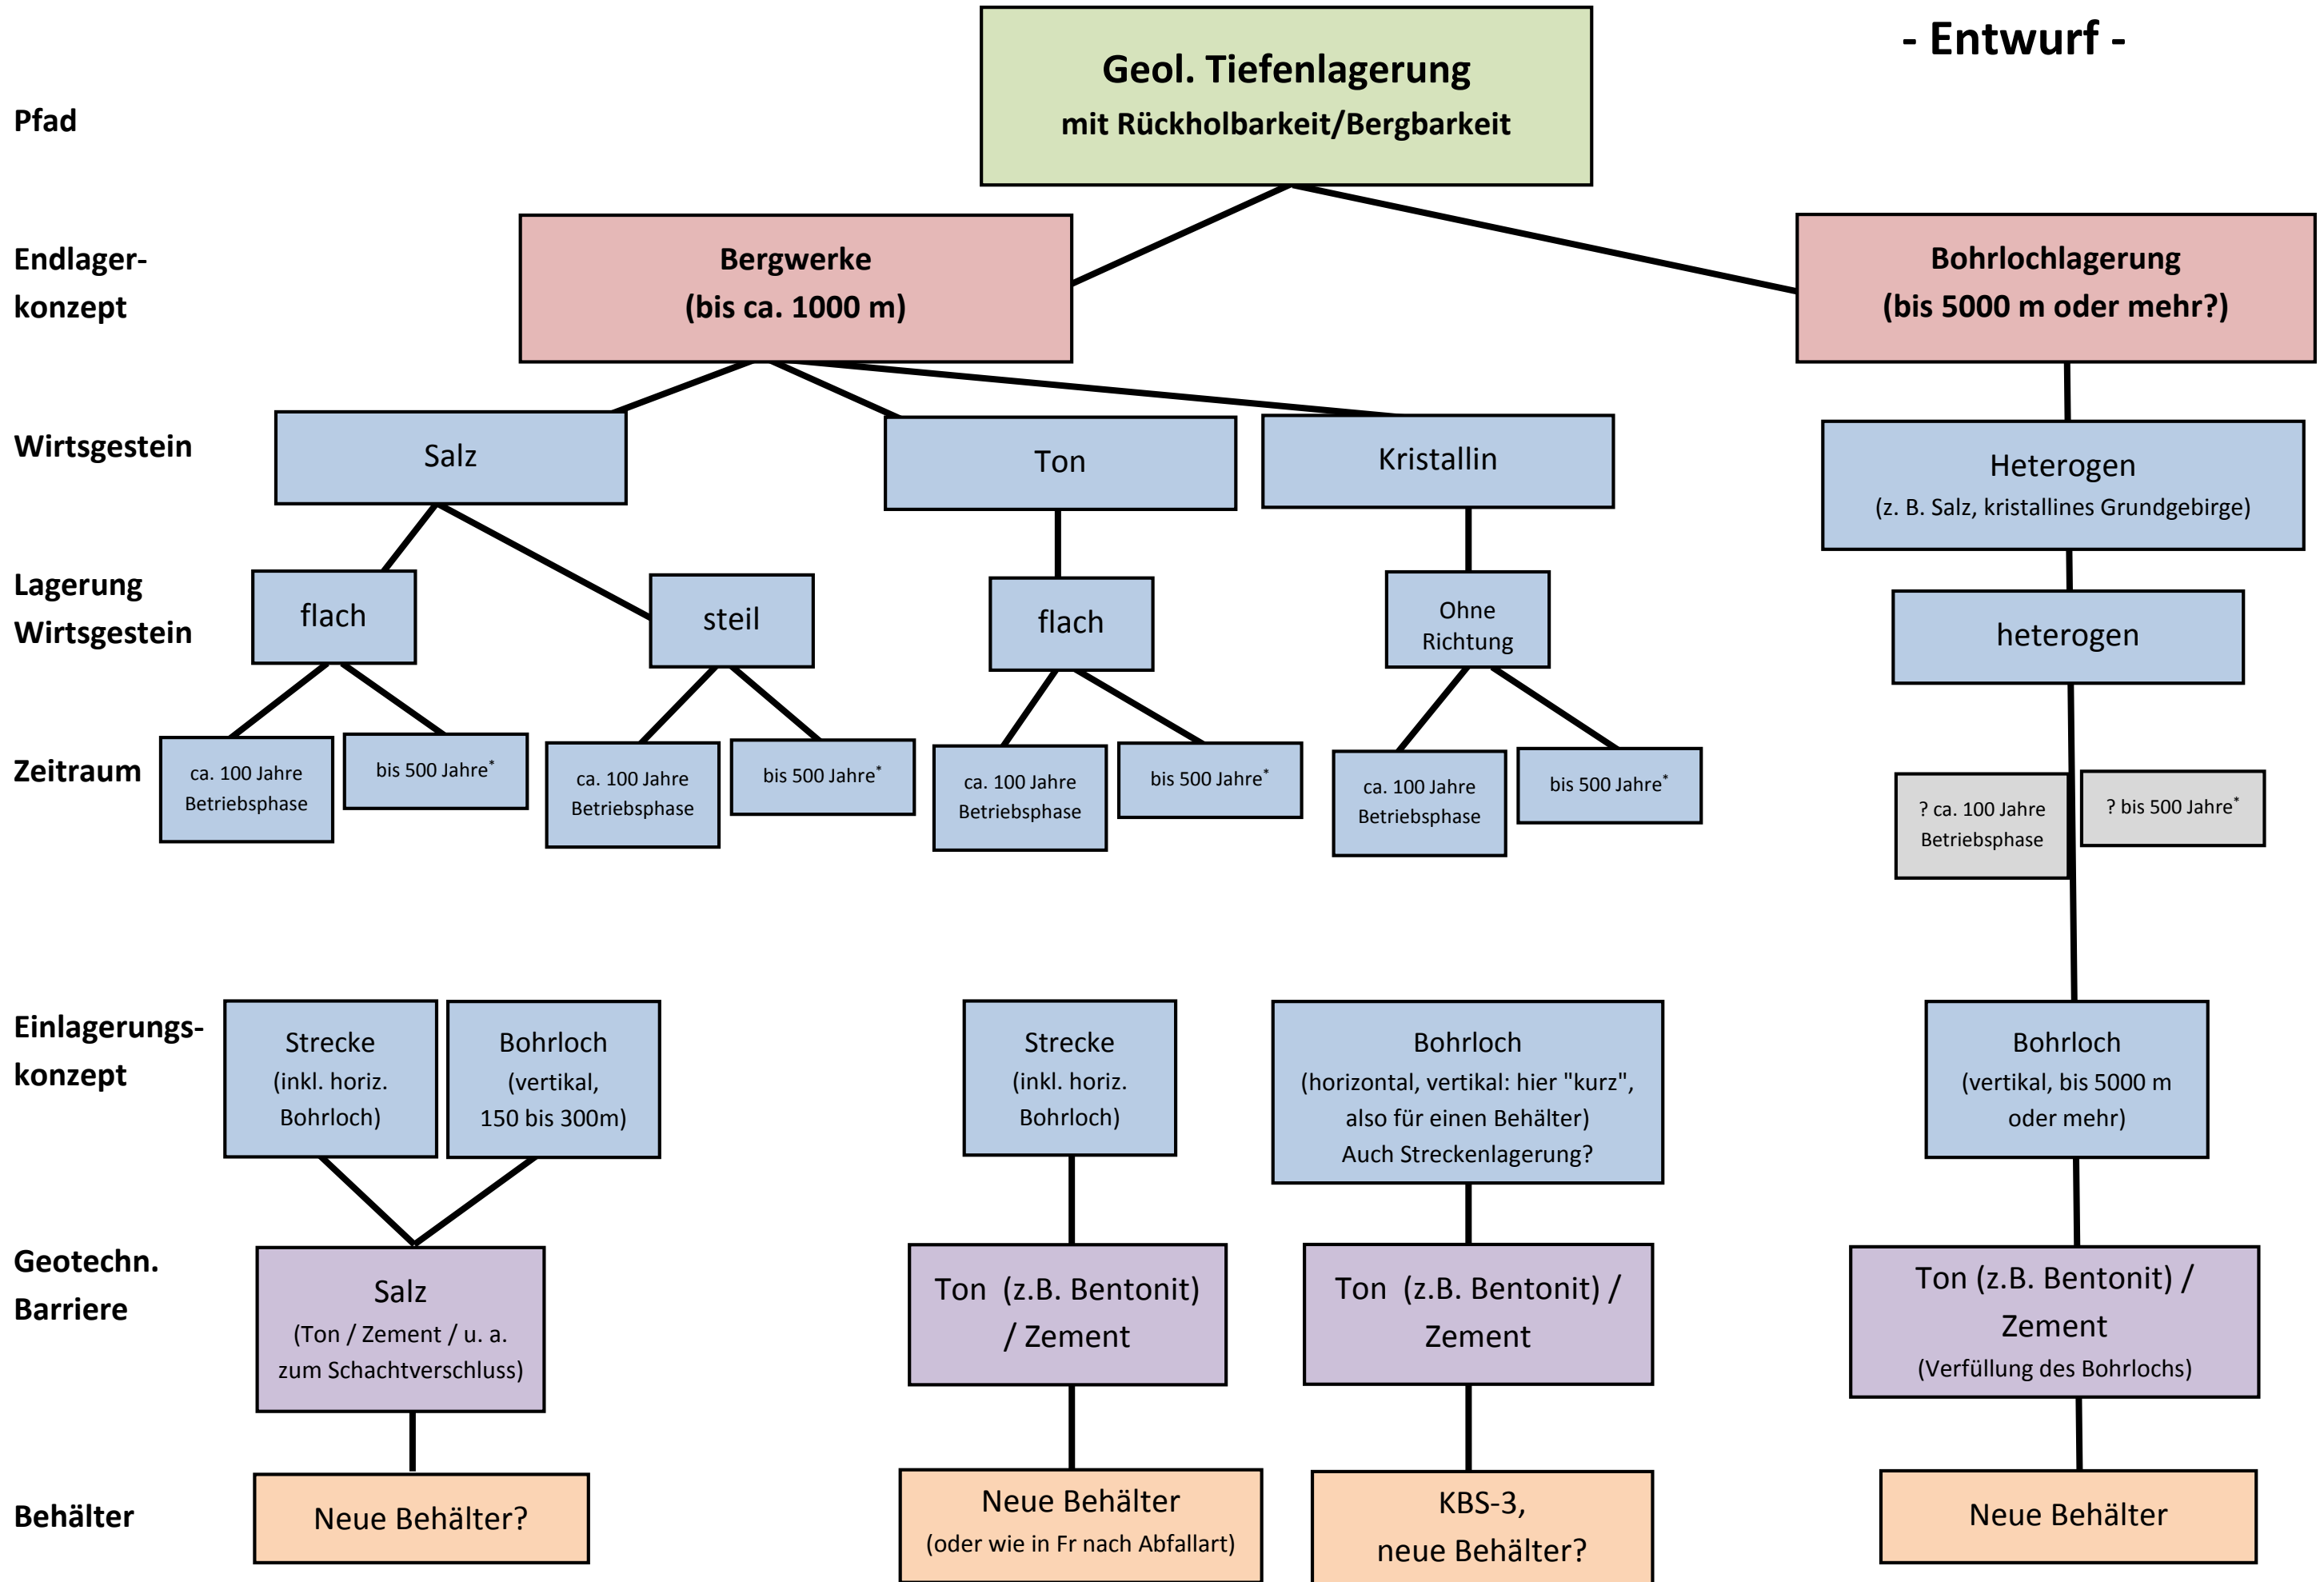 - Entwurf -
Geol. Tiefenlagerung
mit Rückholbarkeit/Bergbarkeit
Pfad
Endlager-
konzept
Bergwerke
(bis ca. 1000 m)
Bohrlochlagerung
(bis 5000 m oder mehr?)
Wirtsgestein
Salz
Ton
Kristallin
Heterogen
(z. B. Salz, kristallines Grundgebirge)
Lagerung
Wirtsgestein
flach
steil
flach
Ohne
Richtung
heterogen
Zeitraum
ca. 100 Jahre
Betriebsphase
bis 500 Jahre*
ca. 100 Jahre
Betriebsphase
bis 500 Jahre*
ca. 100 Jahre
Betriebsphase
bis 500 Jahre*
ca. 100 Jahre
Betriebsphase
bis 500 Jahre*
? ca. 100 Jahre
Betriebsphase
? bis 500 Jahre*
Einlagerungs-
konzept
Strecke
(inkl. horiz.
Bohrloch)
Bohrloch
(vertikal,
150 bis 300m)
Strecke
(inkl. horiz.
Bohrloch)
Bohrloch
(horizontal, vertikal: hier "kurz",
also für einen Behälter)
Auch Streckenlagerung?
Bohrloch
(vertikal, bis 5000 m
oder mehr)
Geotechn.
Barriere
Salz
(Ton / Zement / u. a.
zum Schachtverschluss)
Ton (z.B. Bentonit)
/ Zement
Ton (z.B. Bentonit) /
Zement
Ton (z.B. Bentonit) /
Zement
(Verfüllung des Bohrlochs)
Behälter
Neue Behälter?
Neue Behälter
(oder wie in Fr nach Abfallart)
KBS-3,
neue Behälter?
Neue Behälter